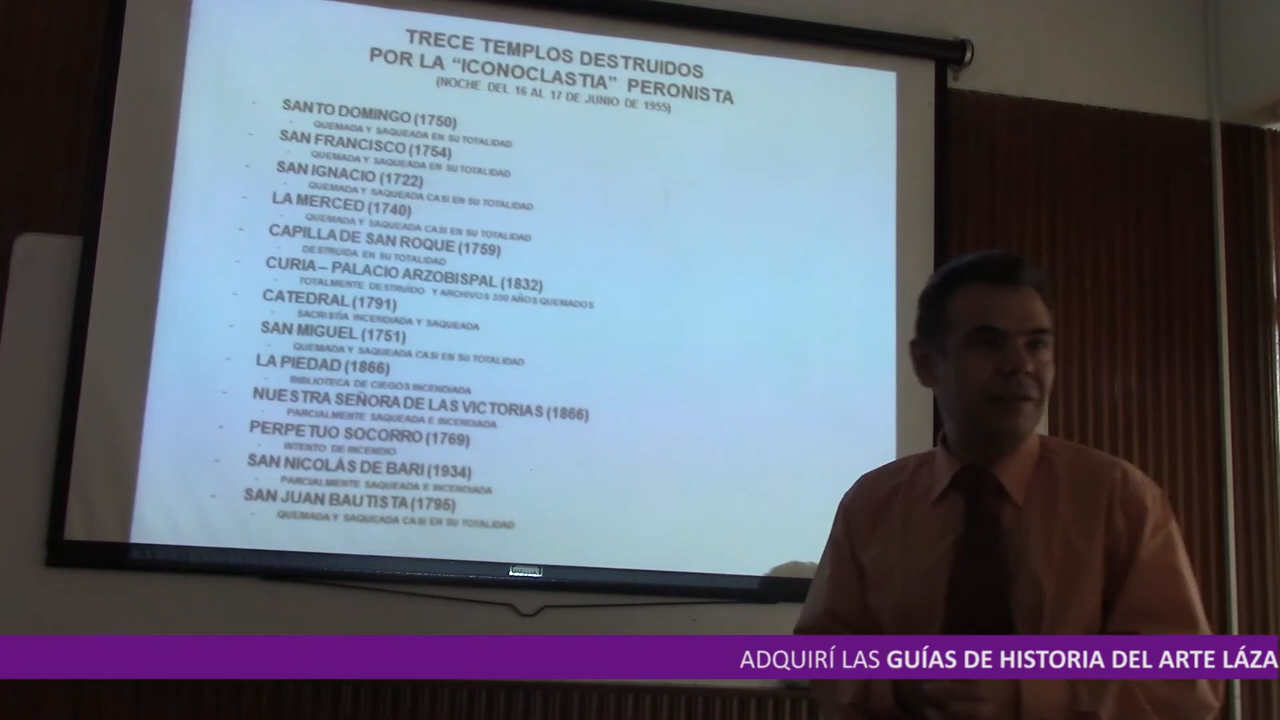 TRECE TEMPLOS DESTRUIDOS
POR LA “ICONOCLASTIA” PERONISTA
(NOCHE DEL 16 AL 17 DE JUNIO DE 1955)
- SANTO DOMINGO (1750)
- QUEMADA Y SAQUEADA EN SU TOTALIDAD
- SAN FRANCISCO (1754)
- QUEMADA Y SAQUEADA EN SU TOTALIDAD
- SAN IGNACIO (1722)
- QUEMADA Y SAQUEADA CASI EN SU TOTALIDAD
- LA MERCED (1740)
- QUEMADA Y SAQUEADA CASI EN SU TOTALIDAD
- CAPILLA DE SAN ROQUE (1759)
- DESTRUIDA EN SU TOTALIDAD
- CURIA – PALACIO ARZOBISPAL (1832)
- TOTALMENTE DESTRUIDO Y ARCHIVOS 350 AÑOS QUEMADOS
- CATEDRAL (1791)
- SACRISTÍA INCENDIADA Y SAQUEADA
- SAN MIGUEL (1751)
- QUEMADA Y SAQUEADA CASI EN SU TOTALIDAD
- LA PIEDAD (1866)
- BIBLIOTECA DE CIEGOS INCENDIADA
- NUESTRA SEÑORA DE LAS VICTORIAS (1866)
- PARCIALMENTE SAQUEADA E INCENDIADA
- PERPETUO SOCORRO (1769)
- INTENTO DE INCENDIO
- SAN NICOLÁS DE BARI (1934)
- PARCIALMENTE SAQUEADA E INCENDIADA
- SAN JUAN BAUTISTA (1795)
- QUEMADA Y SAQUEADA CASI EN SU TOTALIDAD
ADQUIRÍ LAS GUÍAS DE HISTORIA DEL ARTE LÁZA